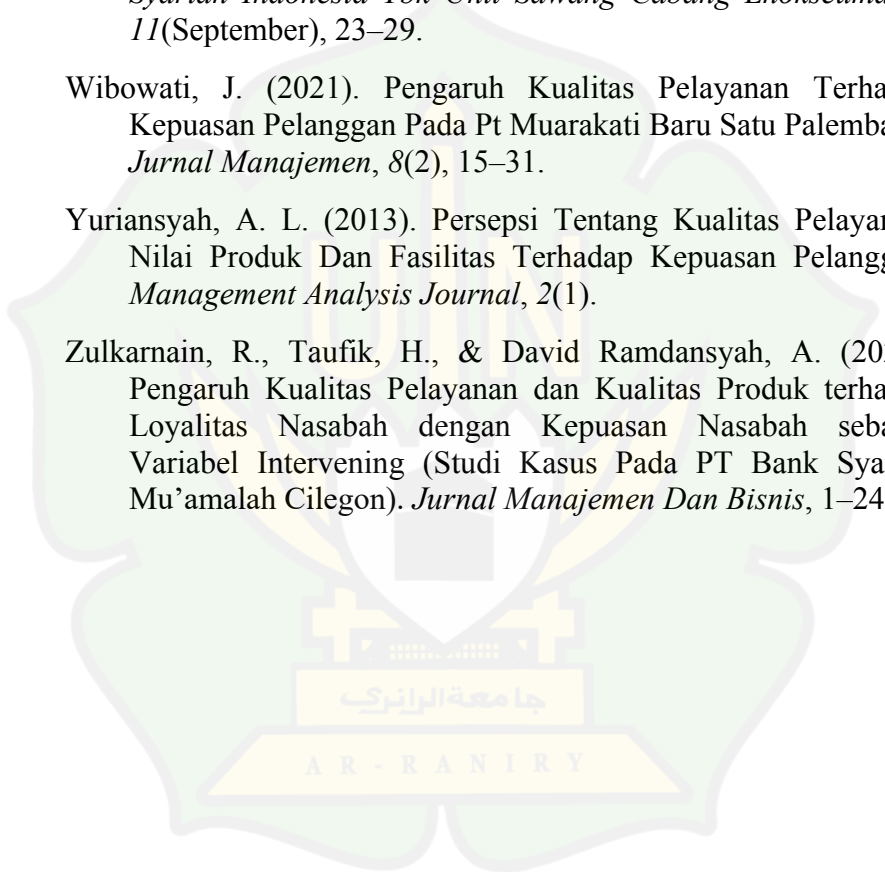 Indonesia Tbk Unit Sawang Cabang
11(September), 23–29.
Wibowati, J. (2021). Pengaruh Kualitas Pelayanan Terha
Kepuasan Pelanggan Pada Pt Muarakati Baru Satu Palemba
Jurnal Manajemen, 8(2), 15–31.
Yuriansyah, A. L. (2013). Persepsi Tentang Kualitas Pelayan
Nilai Produk Dan Fasilitas Terhadap Kepuasan Pelangg
Management Analysis Journal, 2(1).
Zulkarnain, R., Taufik, H., & David Ramdansyah, A. (20
Pengaruh Kualitas Pelayanan dan Kualitas Produk terha
Loyalitas Nasabah dengan Kepuasan Nasabah seba
Variabel Intervening (Studi Kasus Pada PT Bank Sya
Mu’amalah Cilegon). Jurnal Manajemen Dan Bisnis, 1–24
UIN
جامعة الرانري
AR-RANIRY